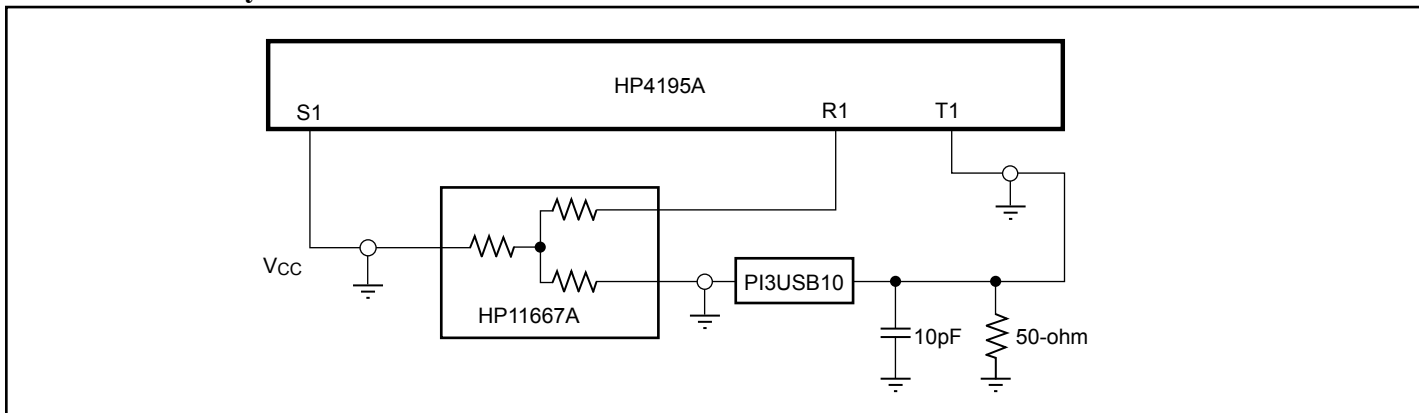 HP4195A
S1
R1
T1
VCC
HP11667A
PI3USB10
10pF
50-ohm